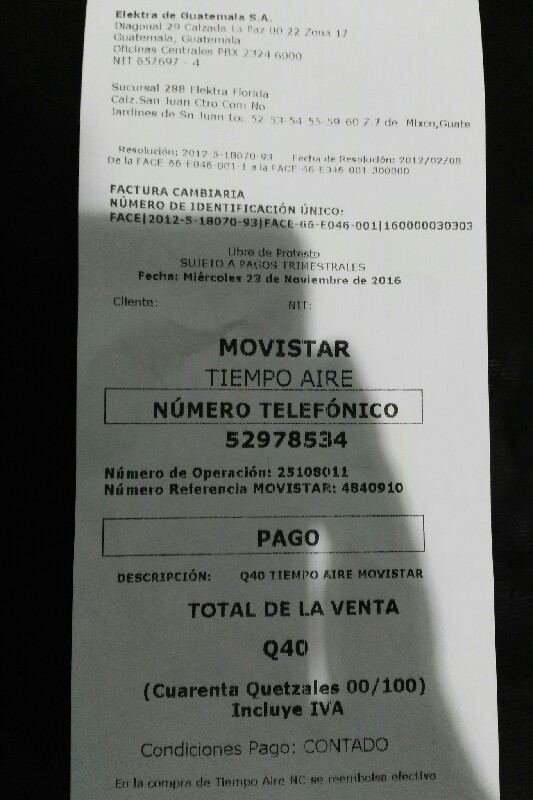 Elektra de Guatemala S.A.
Diagonal 29 Calzada La Paz 00 22 Zona 17
Guatemala, Guatemala
Oficinas Centrales PBX 2324 6000
NIT 657697 - 4
Sucursal 288 Elektra Florida
Calz.San Juan Ctro Com No
Jardines de Sn Juan Loc 52-53-54-55-59-60 Z.7 de Mixco,Guate
Resolución: 2012-5-18070-93 Fecha de Resolución: 2012/02/08
De la FACE-66-E046-001-1 a la FACE-66-E046-001-300000
FACTURA CAMBIARIA
NÚMERO DE IDENTIFICACIÓN ÚNICO:
FACE|2012-5-18070-93|FACE-66-E046-001|160000030303
Libre de Protesto
SUJETO A PAGOS TRIMESTRALES
Fecha: Miércoles 23 de Noviembre de 2016
Cliente: NIT:
MOVISTAR
TIEMPO AIRE
NÚMERO TELEFÓNICO
52978534
Número de Operación: 25108011
Número Referencia MOVISTAR: 4840910
PAGO
DESCRIPCIÓN: Q40 TIEMPO AIRE MOVISTAR
TOTAL DE LA VENTA
Q40
(Cuarenta Quetzales 00/100)
Incluye IVA
Condiciones Pago: CONTADO
En la compra de Tiempo Aire NC se reembolsa efectivo